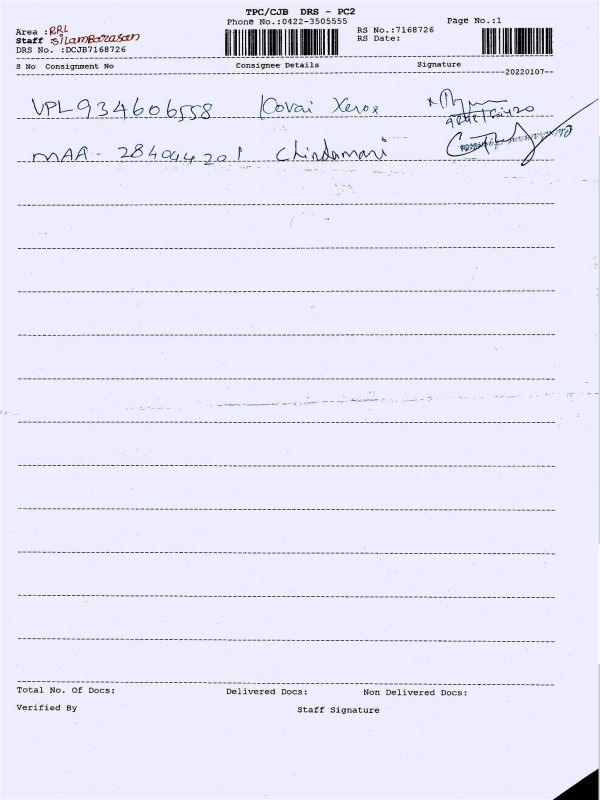 TPC/CJB DRS - PC2
Phone No.:0422-3505555
Page No.:1
Area :RRL
Staff Silambarasan
DRS No. :DCJB7168726
RS No.:7168726
RS Date:
S No Consignment No Consignee Details Signature
20220107
VPL934606558 Kovai Xerox
MAA- 284044201 Chindamani
Total No. Of Docs: Delivered Docs: Non Delivered Docs:
Verified By Staff Signature